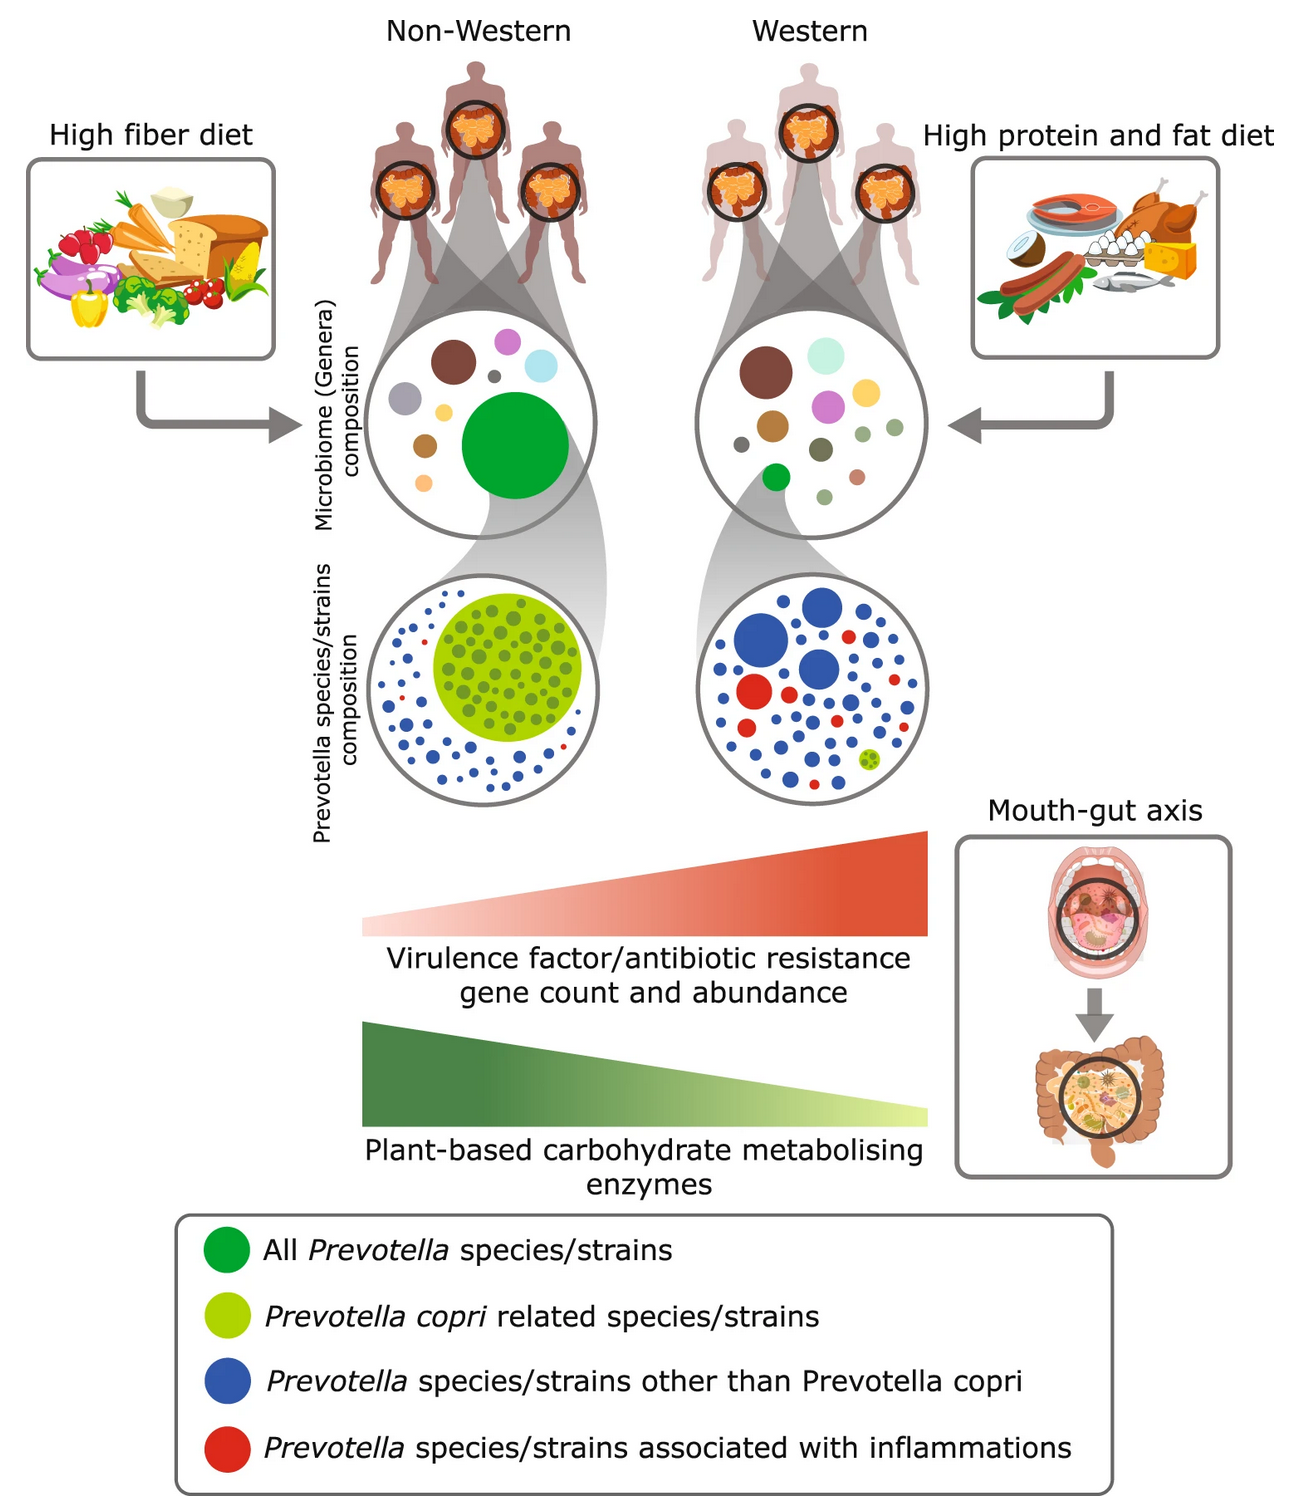 Non-Western
Western
High fiber diet
High protein and fat diet
Microbiome (Genera)
composition
Prevotella species/strains
composition
Mouth-gut axis
Virulence factor/antibiotic resistance
gene count and abundance
Plant-based carbohydrate metabolising
enzymes
All Prevotella species/strains
Prevotella copri related species/strains
Prevotella species/strains other than Prevotella copri
Prevotella species/strains associated with inflammations